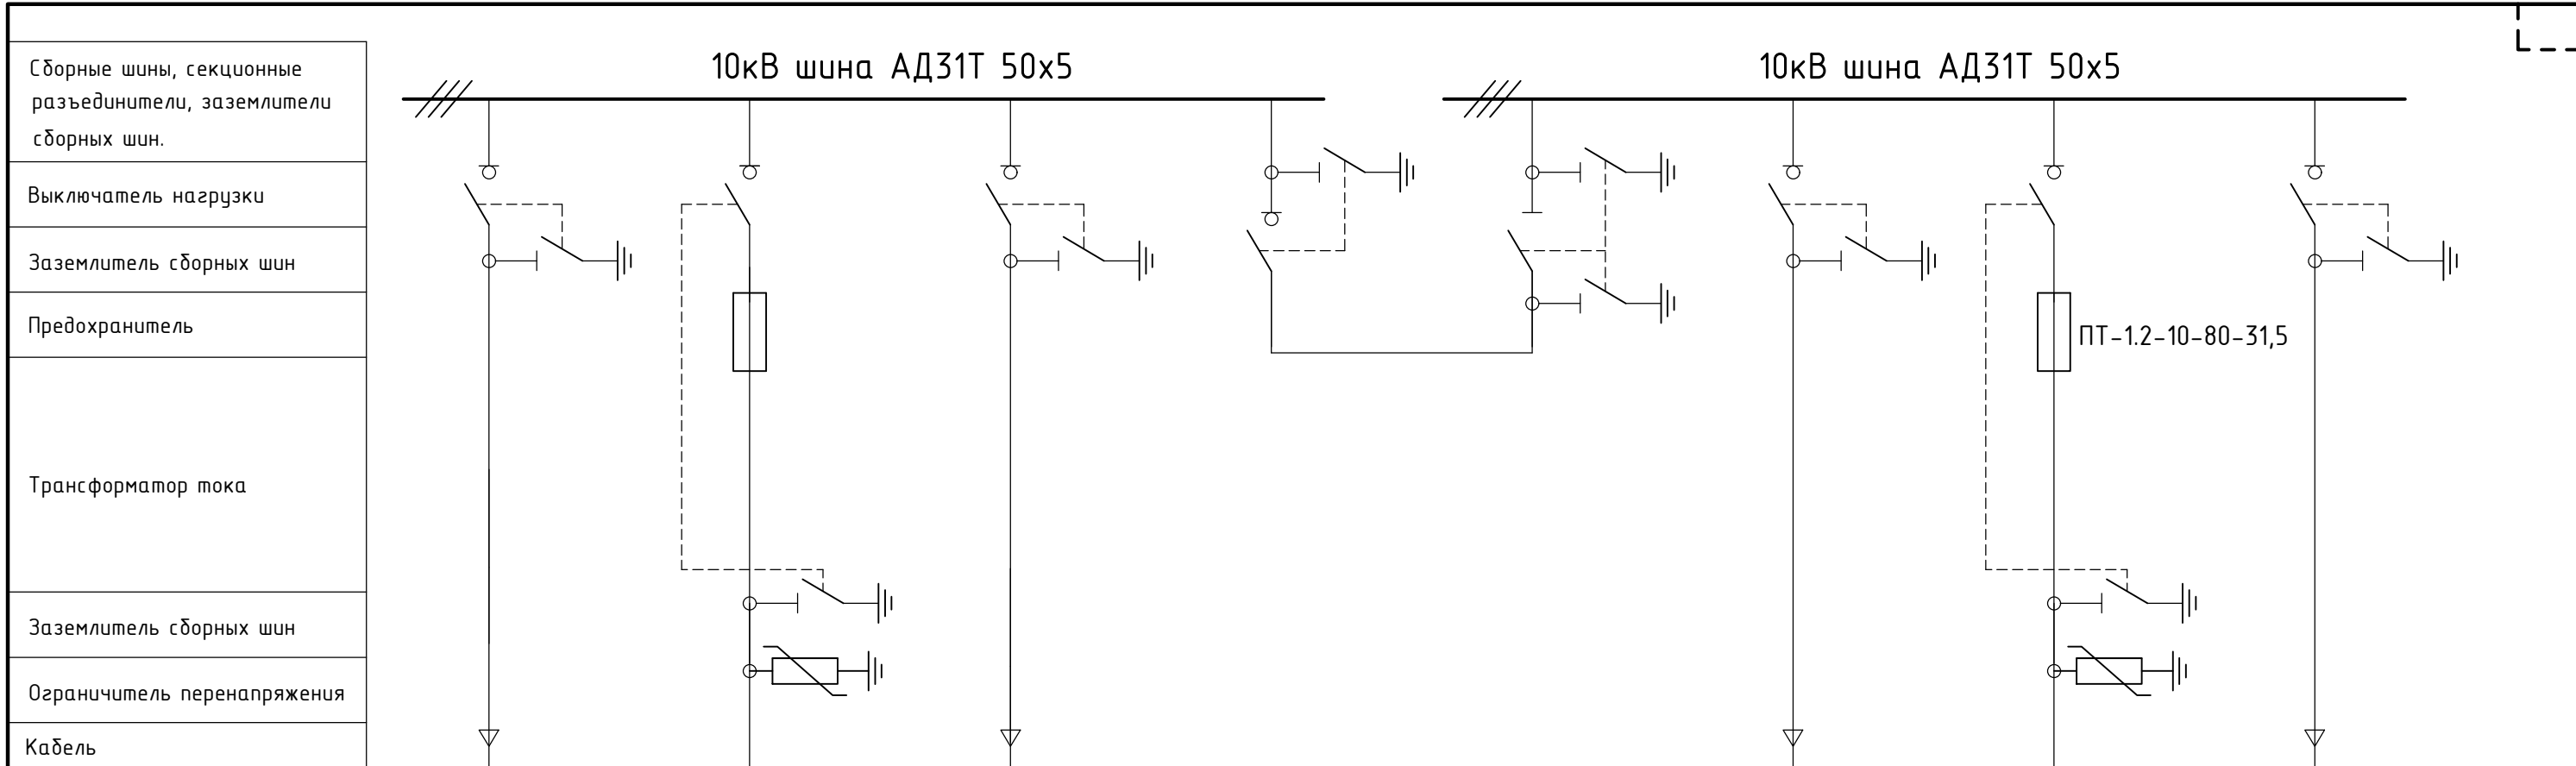 10кВ шина АД31Т 50х5
10кВ шина АД31Т 50х5
Сборные шины, секционные
разъединители, заземлители
сборных шин.
Выключатель нагрузки
Заземлитель сборных шин
Предохранитель
ПТ-1.2-10-80-31,5
Трансформатор тока
Заземлитель сборных шин
Ограничитель перенапряжения
Кабель